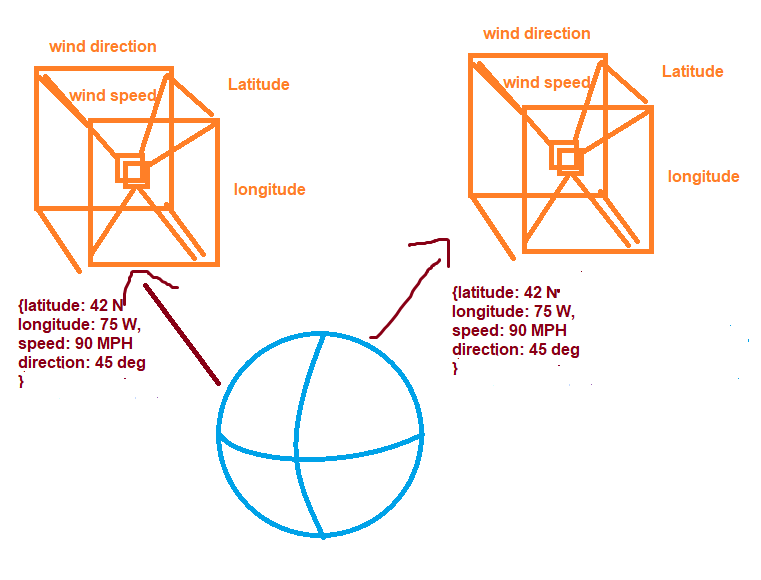 wind direction
wind speed
Latitude
longitude
{latitude: 42 N
longitude: 75 W,
speed: 90 MPH
direction: 45 deg
}
wind direction
wind speed
Latitude
longitude
{latitude: 42 N
longitude: 75 W,
speed: 90 MPH
direction: 45 deg
}